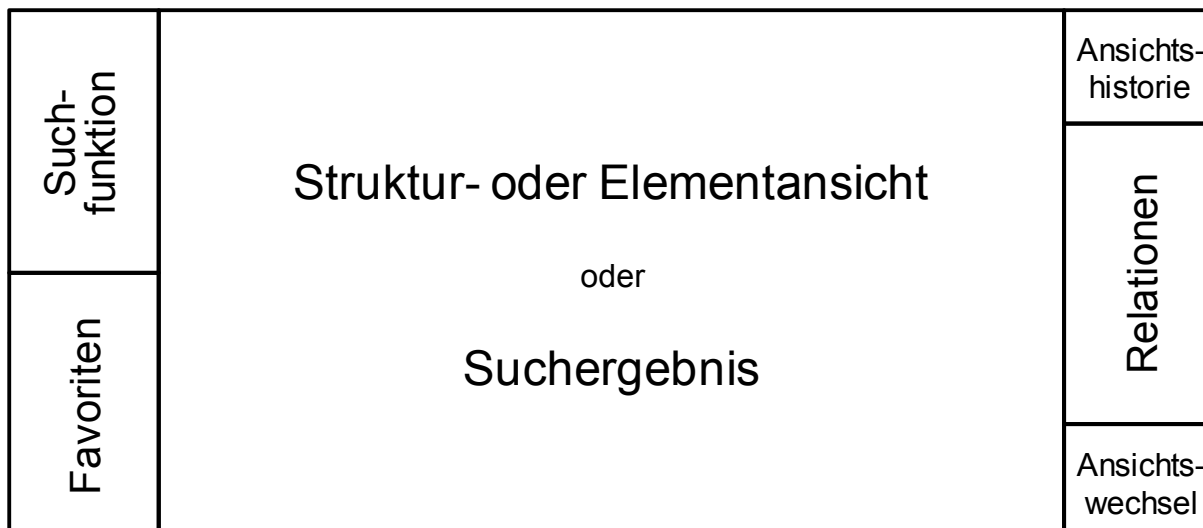 Such-
funktion
Favoriten
Struktur- oder Elementansicht
oder
Suchergebnis
Ansichts-
historie
Relationen
Ansichts-
wechsel